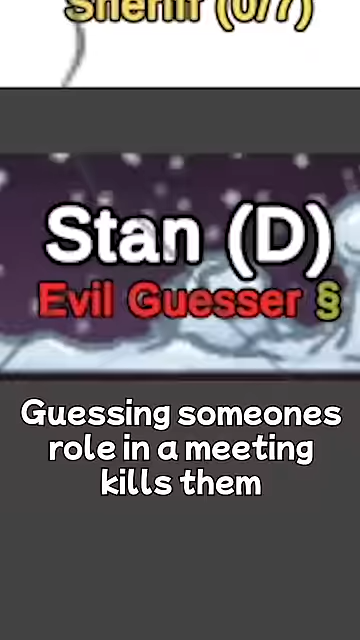 Sheriff (0/7)
Stan (D)
Evil Guesser §
Guessing someones
role in a meeting
kills them